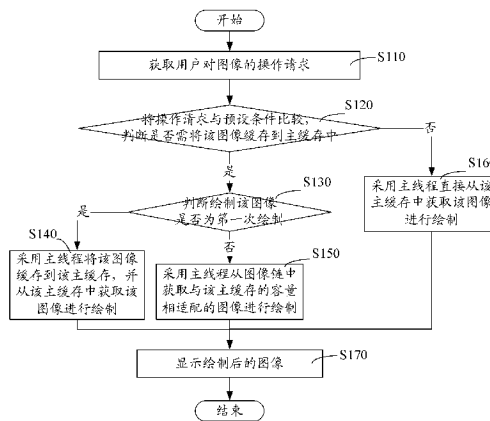 开始
S110
获取用户对图像的操作请求
S120
将操作请求与预设条件比较，
判断是否需将该图像缓存到主缓存中
否
是
S130
S16
判断绘制该图像
是否为第一次绘制
采用主线程直接从该
主缓存中获取该图像
进行绘制
是
否
S140
S150
采用主线程将该图像
缓存到该主缓存，并
从该主缓存中获取该
图像进行绘制
采用主线程从图像链中
获取与该主缓存的容量
相适配的图像进行绘制
S170
显示绘制后的图像
结束